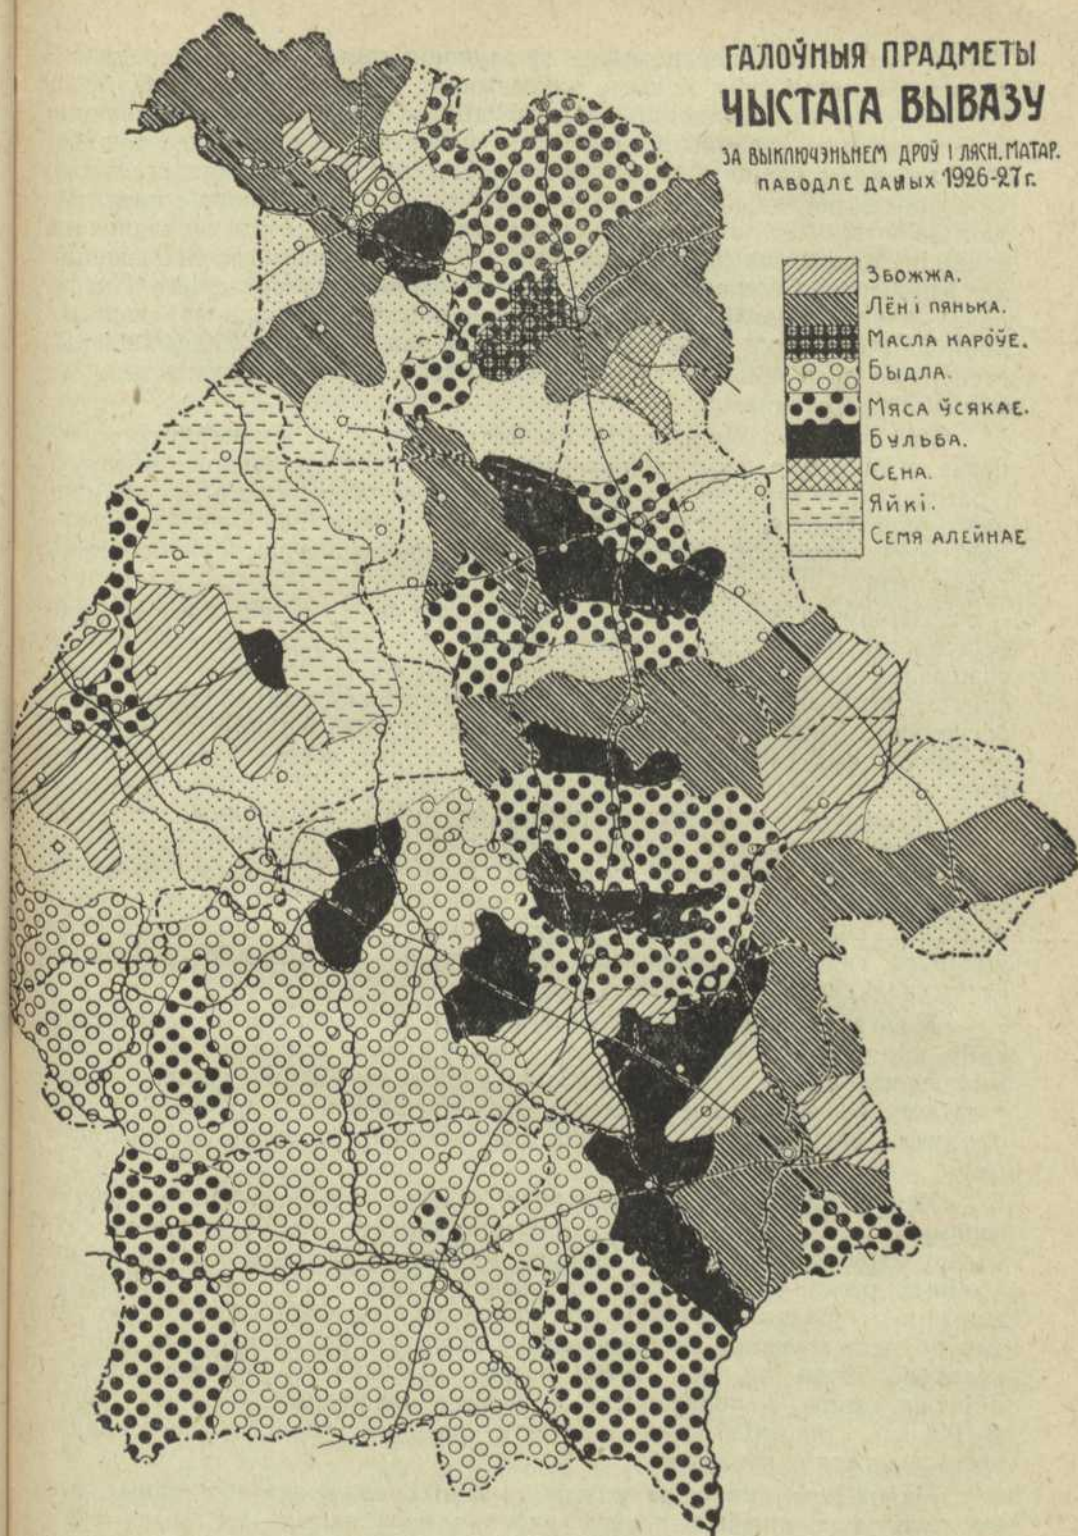 ГАЛОЎНЫЯ ПРАДМЕТЫ
ЧЫСТАГА ВЫВАЗУ
ЗА ВЫКЛЮЧЭНЬНЕМ ДРОЎ І ЛЯСН. МАТАР.
ПАВОДЛЕ ДАНЫХ 1926-27 г.
ЗБОЖЖА.
ЛЁН і ПЯНЬКА.
МАСЛА КАРОЎЕ.
БЫДЛА.
МЯСА ЎСЯКАЕ.
БУЛЬБА.
СЕНА.
ЯЙКІ.
СЕМЯ АЛЕЙНАЕ